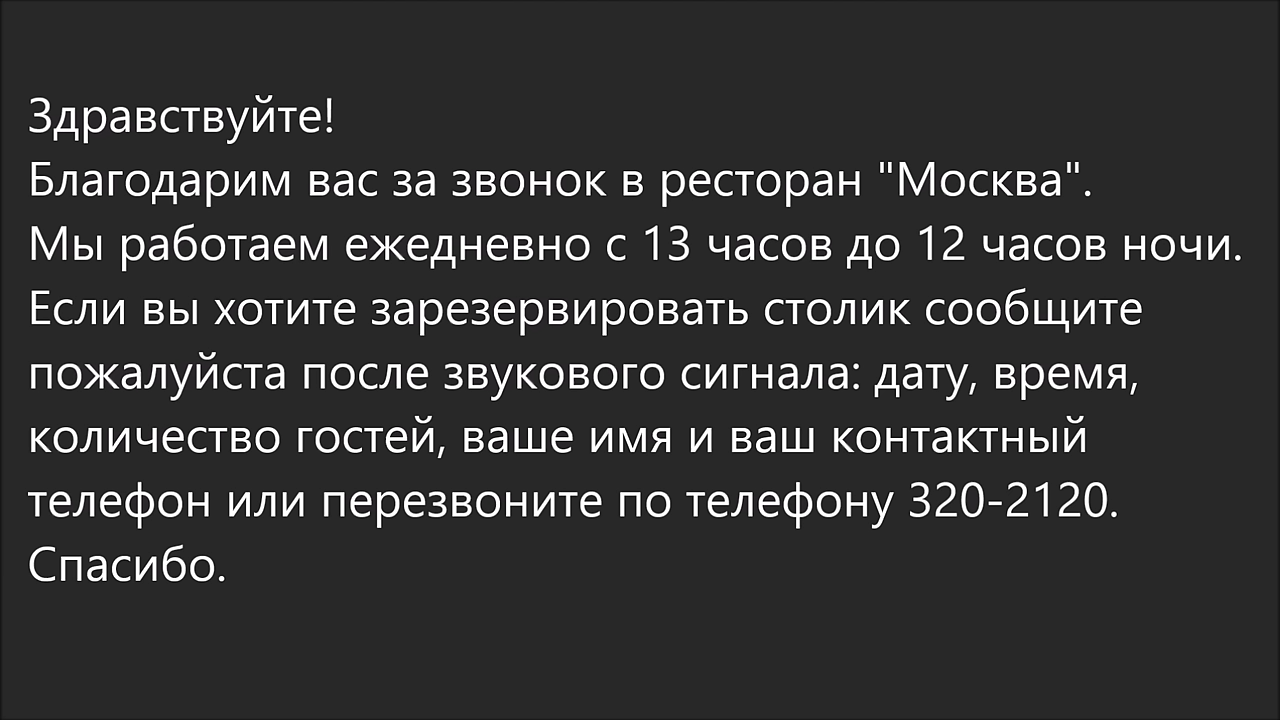 Здравствуйте!
Благодарим вас за звонок в ресторан "Москва".
Мы работаем ежедневно с 13 часов до 12 часов ночи.
Если вы хотите зарезервировать столик сообщите
пожалуйста после звукового сигнала: дату, время,
количество гостей, ваше имя и ваш контактный
телефон или перезвоните по телефону 320-2120.
Спасибо.